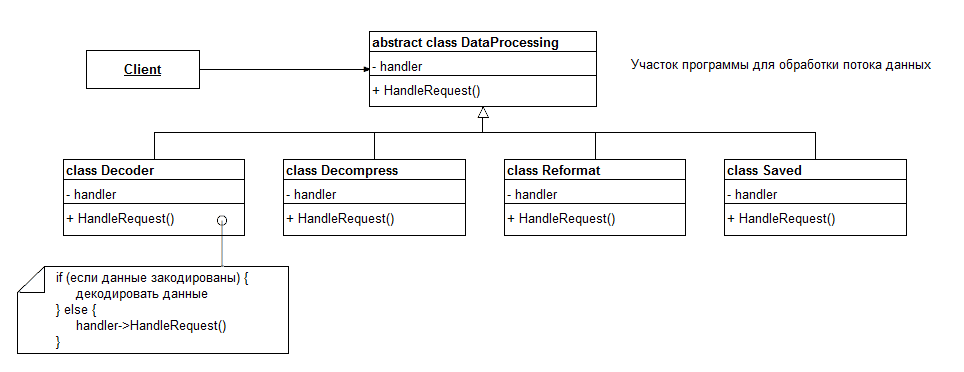 abstract class DataProcessing
- handler
+ HandleRequest()
Client
Участок программы для обработки потока данных
class Decoder
- handler
+ HandleRequest()
class Decompress
- handler
+ HandleRequest()
class Reformat
- handler
+ HandleRequest()
class Saved
- handler
+ HandleRequest()
if (если данные закодированы) {
декодировать данные
} else {
handler->HandleRequest()
}